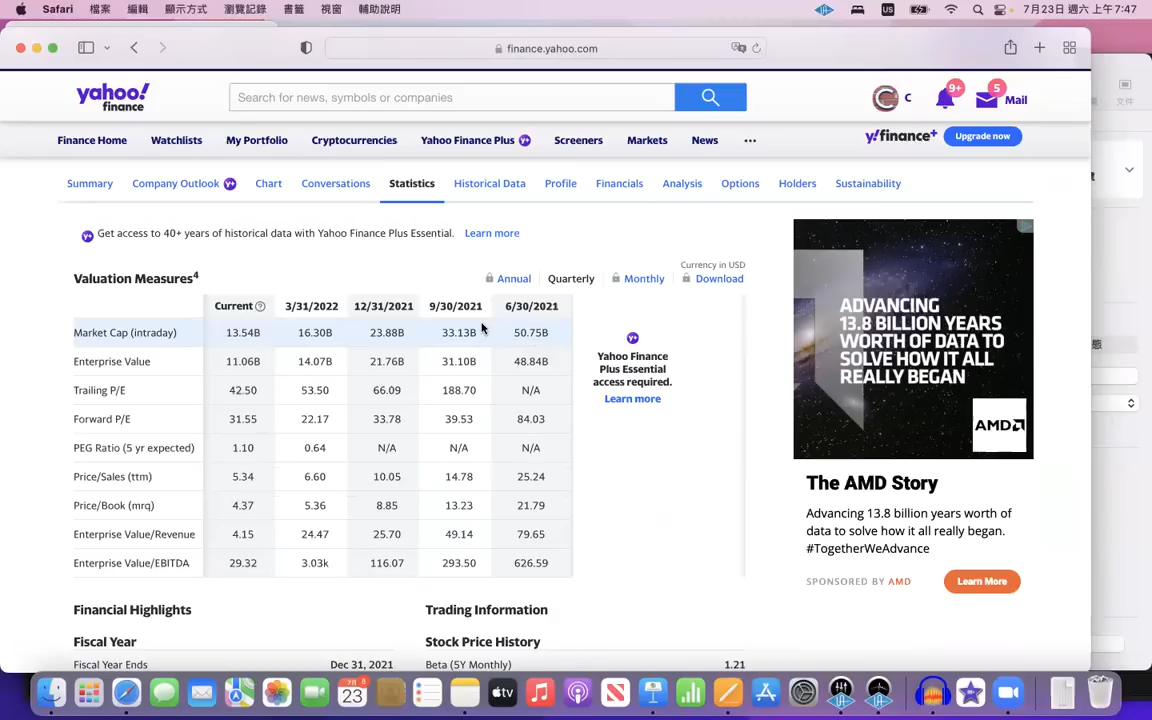 Safari 檔案 編輯 顯示方式 瀏覽記錄 書籤 視窗 輔助說明 US 7月23日週六 上午7:47
finance.yahoo.com
yahoo! finance
Search for news, symbols or companies
C 9+ 5 Mail
文件
Finance Home Watchlists My Portfolio Cryptocurrencies Yahoo Finance Plus Y+ Screeners Markets News ••• y!finance+ Upgrade now
Summary Company Outlook Y+ Chart Conversations Statistics Historical Data Profile Financials Analysis Options Holders Sustainability
Y+ Get access to 40+ years of historical data with Yahoo Finance Plus Essential. Learn more
Currency in USD
Valuation Measures4 Annual Quarterly Monthly Download
Current ? 3/31/2022 12/31/2021 9/30/2021 6/30/2021
Market Cap (intraday) 13.54B 16.30B 23.88B 33.13B 50.75B
Enterprise Value 11.06B 14.07B 21.76B 31.10B 48.84B
Trailing P/E 42.50 53.50 66.09 188.70 N/A
Forward P/E 31.55 22.17 33.78 39.53 84.03
PEG Ratio (5 yr expected) 1.10 0.64 N/A N/A N/A
Price/Sales (ttm) 5.34 6.60 10.05 14.78 25.24
Price/Book (mrq) 4.37 5.36 8.85 13.23 21.79
Enterprise Value/Revenue 4.15 24.47 25.70 49.14 79.65
Enterprise Value/EBITDA 29.32 3.03k 116.07 293.50 626.59
Y+
Yahoo Finance
Plus Essential
access required.
Learn more
ADVANCING
13.8 BILLION YEARS
WORTH OF DATA TO
SOLVE HOW IT ALL
REALLY BEGAN
AMD
The AMD Story
Advancing 13.8 billion years worth of
data to solve how it all really began.
#TogetherWeAdvance
SPONSORED BY AMD Learn More
態
Financial Highlights Trading Information
Fiscal Year Stock Price History
Fiscal Year Ends Dec 31, 2021 Beta (5Y Monthly) 1.21
7月 8
23
tv